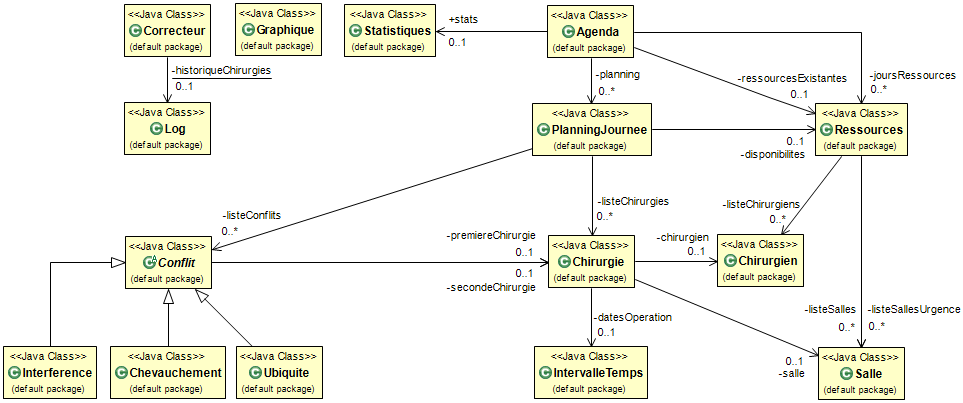 <<Java Class>>
Correcteur
(default package)
<<Java Class>>
Graphique
(default package)
<<Java Class>>
Statistiques
(default package)
+stats
0..1
<<Java Class>>
Agenda
(default package)
-historiqueChirurgies
0..1
-planning
0..*
-ressourcesExistantes
0..1
-joursRessources
0..*
<<Java Class>>
Log
(default package)
<<Java Class>>
PlanningJournee
(default package)
0..1
-disponibilites
<<Java Class>>
Ressources
(default package)
-listeConflits
0..*
-listeChirurgies
0..*
-listeChirurgiens
0..*
<<Java Class>>
Conflit
(default package)
-premiereChirurgie
0..1
0..1
-secondeChirurgie
<<Java Class>>
Chirurgie
(default package)
-chirurgien
0..1
<<Java Class>>
Chirurgien
(default package)
-datesOperation
0..1
-listeSalles
0..*
-listeSallesUrgence
0..*
<<Java Class>>
Interference
(default package)
<<Java Class>>
Chevauchement
(default package)
<<Java Class>>
Ubiquite
(default package)
<<Java Class>>
IntervalleTemps
(default package)
0..1
-salle
<<Java Class>>
Salle
(default package)